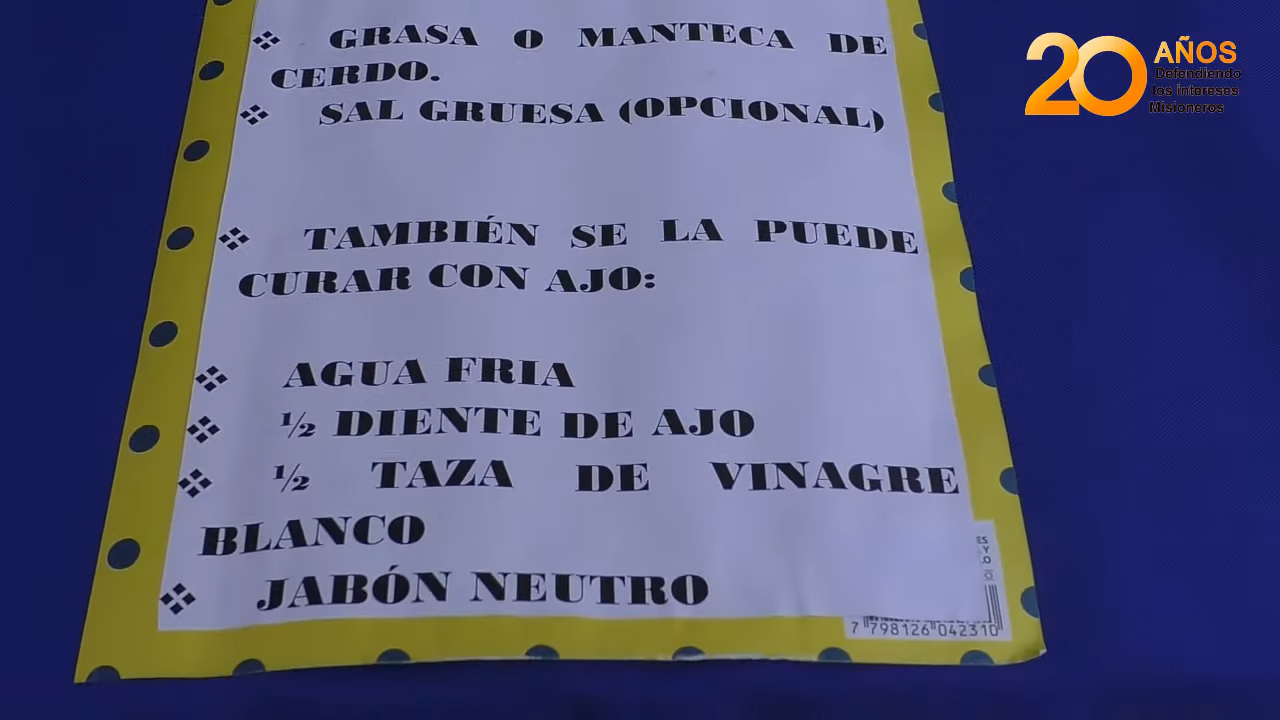 GRASA O MANTECA DE
CERDO.
SAL GRUESA (OPCIONAL)
TAMBIÉN SE LA PUEDE
CURAR CON AJO:
AGUA FRIA
½ DIENTE DE AJO
½ TAZA DE VINAGRE
BLANCO
JABÓN NEUTRO
7 798126 042310
20 AÑOS
Defendiendo
los intereses
Misioneros